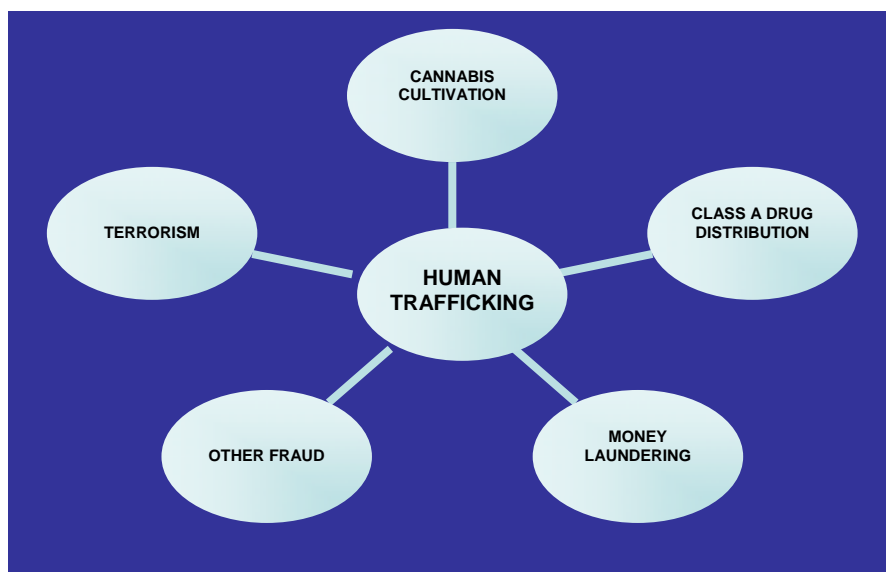 CANNABIS
CULTIVATION
TERRORISM
CLASS A DRUG
DISTRIBUTION
HUMAN
TRAFFICKING
OTHER FRAUD
MONEY
LAUNDERING